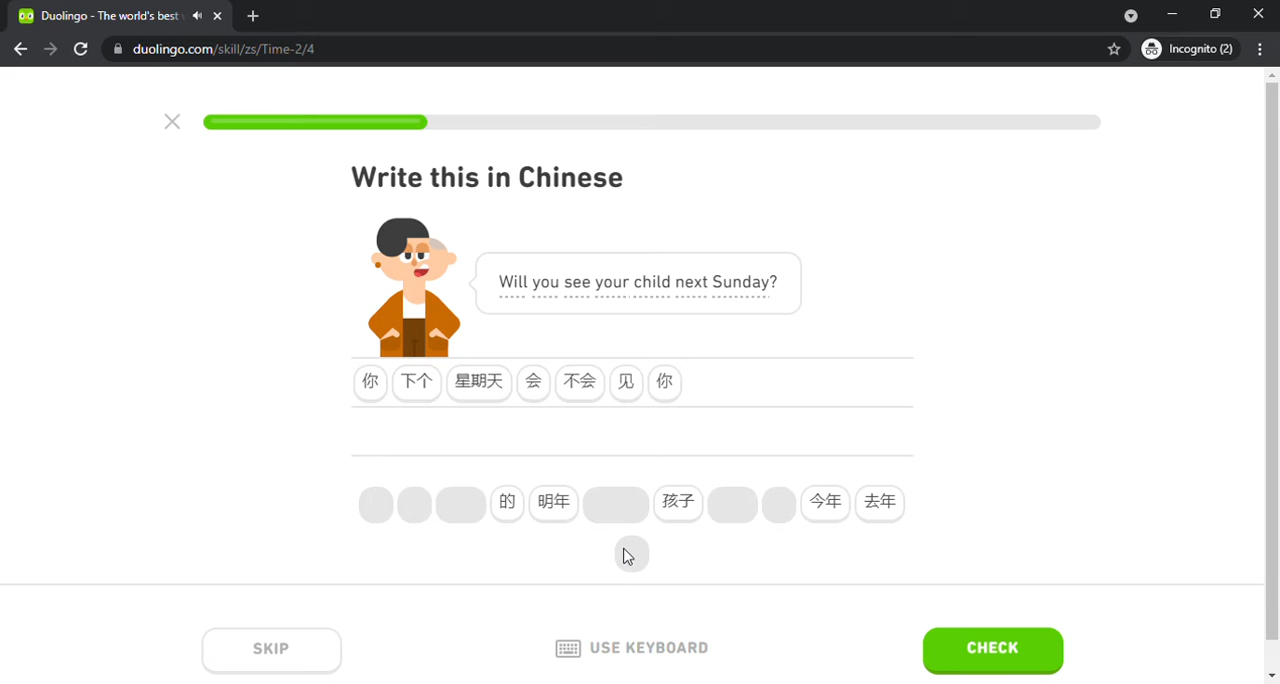 Duolingo - The world's best
duolingo.com/skill/zs/Time-2/4
Incognito (2)
Write this in Chinese
Will you see your child next Sunday?
你 下个 星期天 会 不会 见 你
的 明年 孩子 今年 去年
SKIP
USE KEYBOARD
CHECK